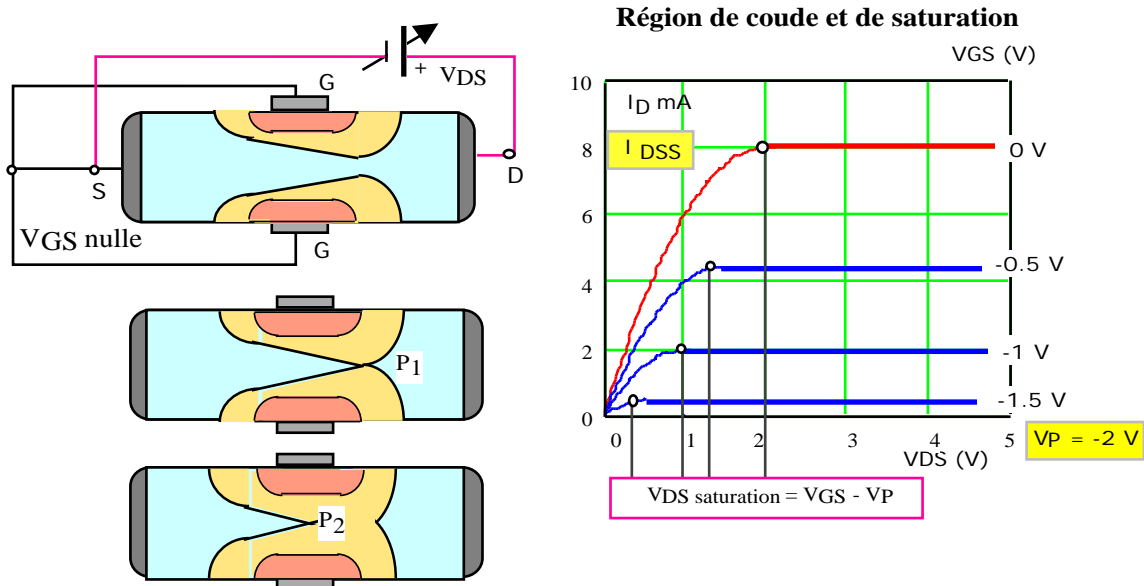 Région de coude et de saturation
VGS (V)
+ VDS
G
S
D
VGS nulle
G
P1
P2
10
8
6
4
2
0
ID mA
I DSS
0 V
-0.5 V
-1 V
-1.5 V
0 1 2 3 4 5
VDS (V)
VP = -2 V
VDS saturation = VGS - VP